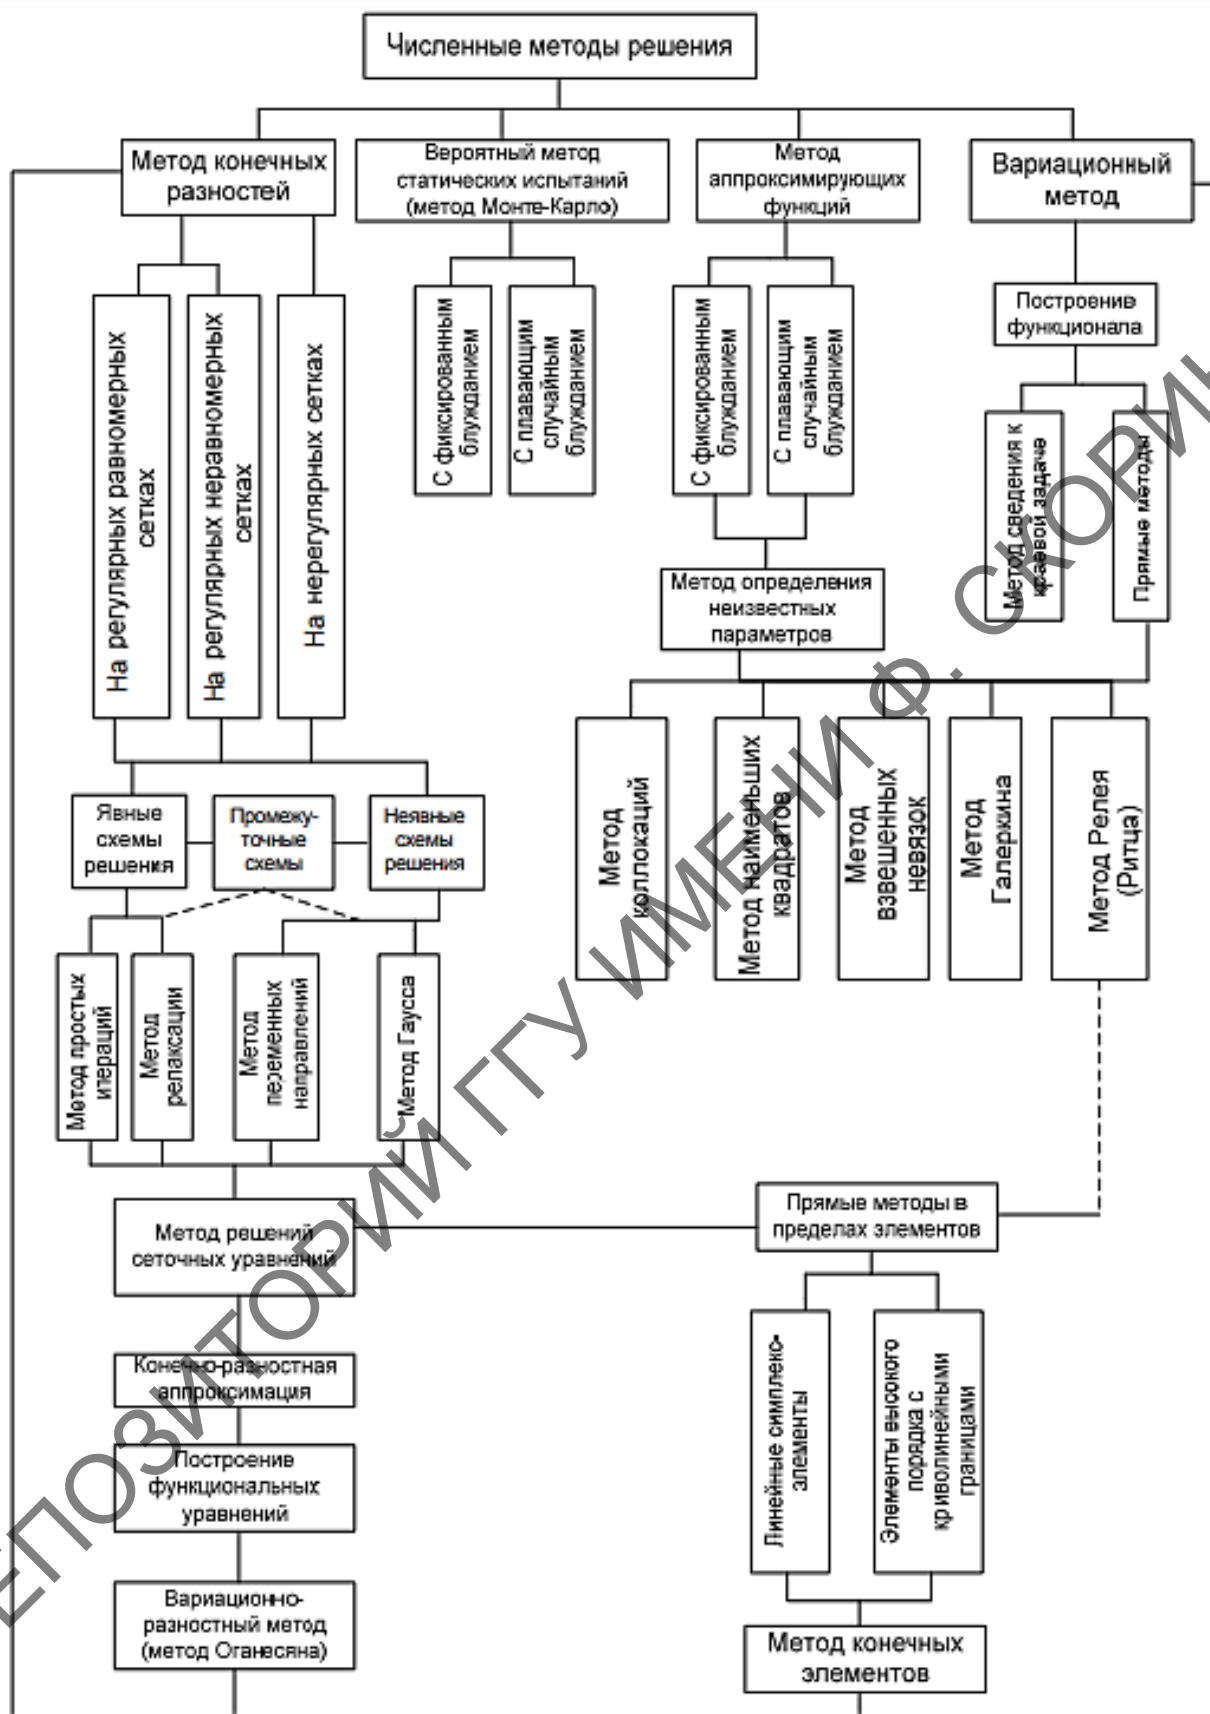 Численные методы решения
Метод конечных
разностей
Вероятный метод
статических испытаний
(метод Монте-Карло)
Метод
аппроксимирующих
функций
Вариационный
метод
На регулярных равномерных
сетках
На регулярных неравномерных
сетках
На нерегулярных сетках
С фиксированным
блужданием
С плавающим
случайным
блужданием
С фиксированным
блужданием
С плавающим
случайным
блужданием
Построенив
функционала
Метод сведения к
краевой задаче
Прямые методы
Метод определения
неизвестных
параметров
Метод
коллокаций
Метод наименьших
квадратов
Метод
взвешенных
невязок
Метод
Галеркина
Метод Релея
(Ритца)
Явные
схемы
решения
Промежу-
точные
схемы
Неявные
схемы
решения
Метод простых
итераций
Метод
релаксации
Метод
переменных
направлений
Метод Гаусса
Метод решений
сеточных уравнений
Прямые методы в
пределах элементов
Конечно-разностная
аппроксимация
Построенив
функциональных
уравнений
Вариационно-
разностный метод
(метод Оганесяна)
Линейные симплекс-
элементы
Элементы высокого
порядка с
криволинейными
границами
Метод конечных
элементов
ЕПОЗИТОРИЙ ГГУ ИМЕНИ Ф. СКОРИН